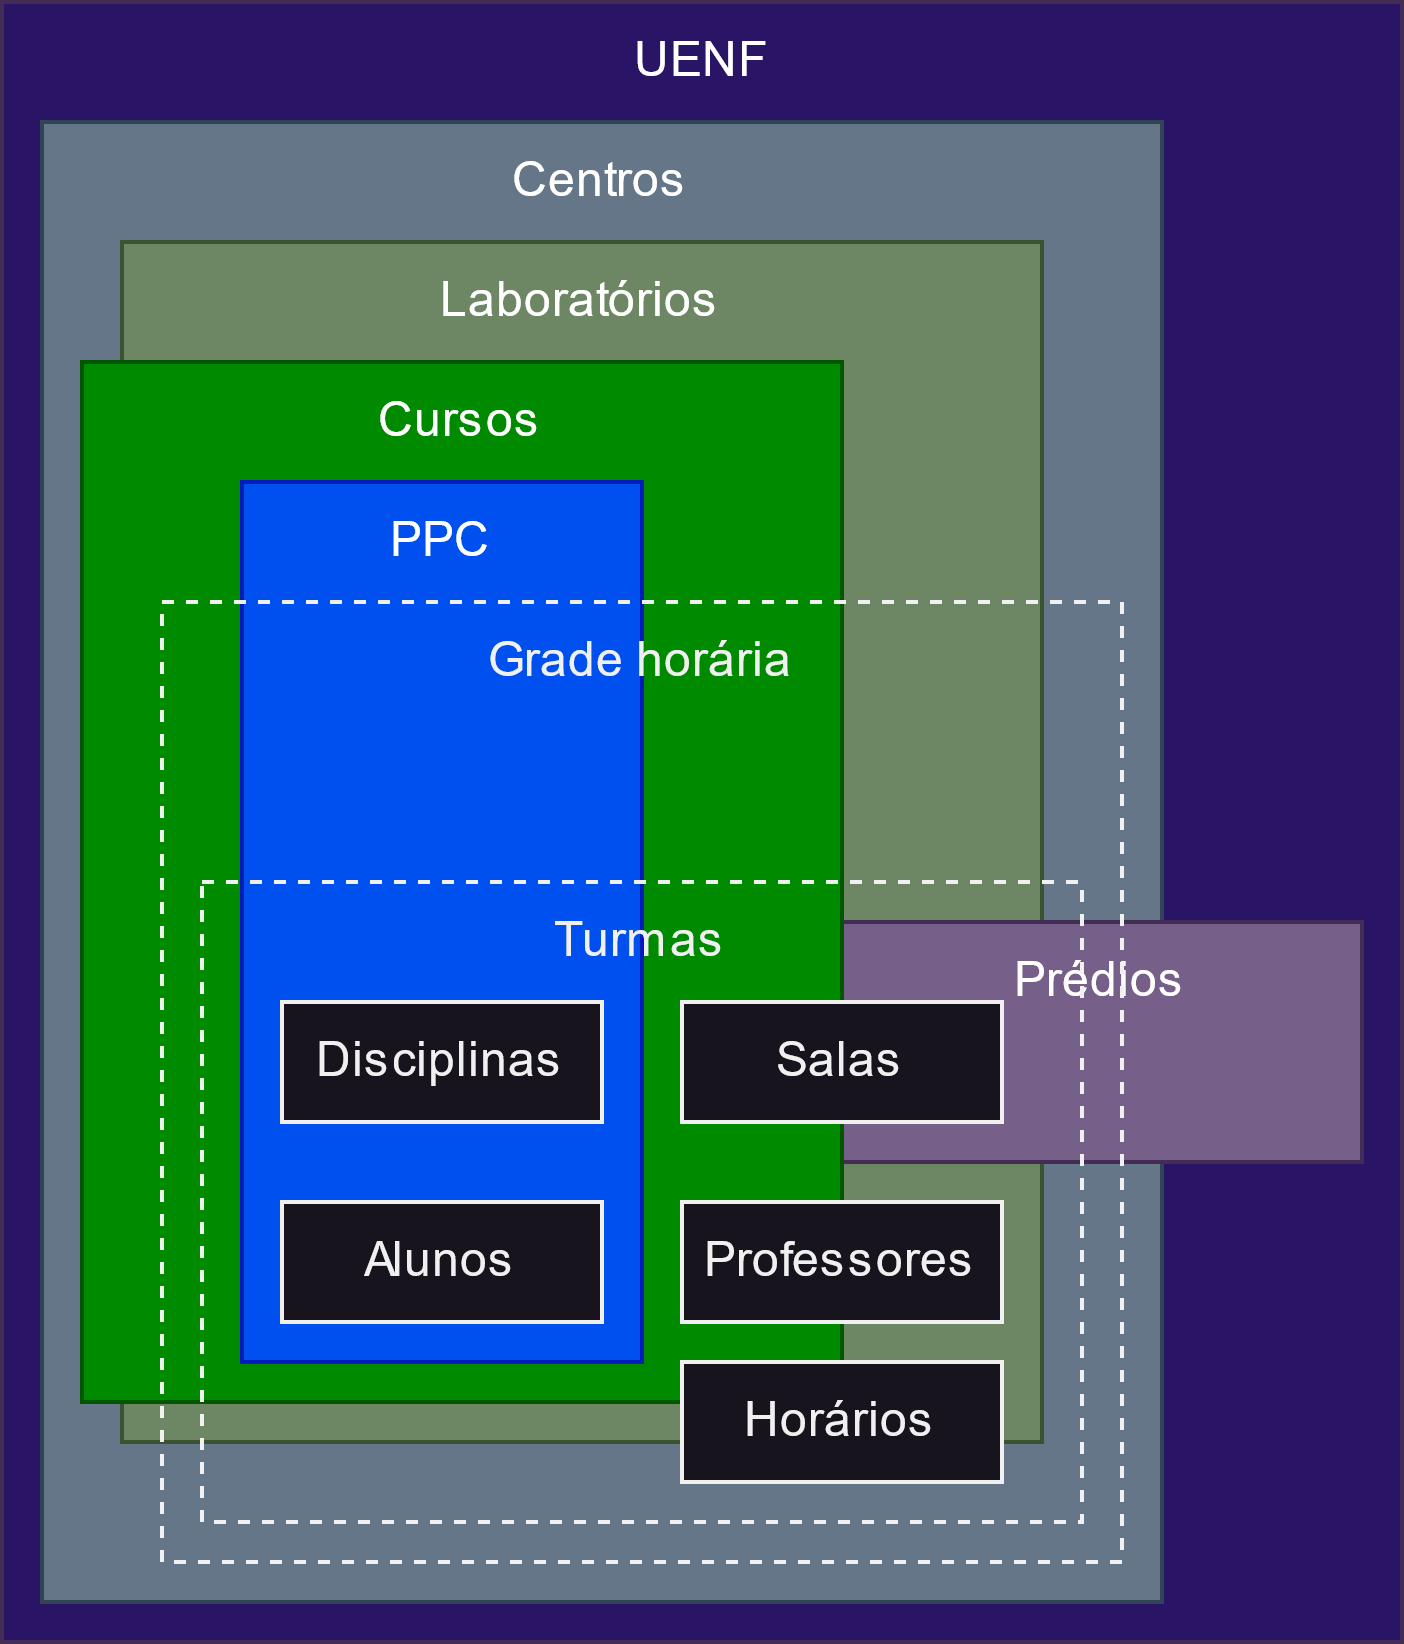 UENF
Centros
Laboratórios
Cursos
PPC
Grade horária
Turmas
Prédios
Disciplinas
Salas
Alunos
Professores
Horários